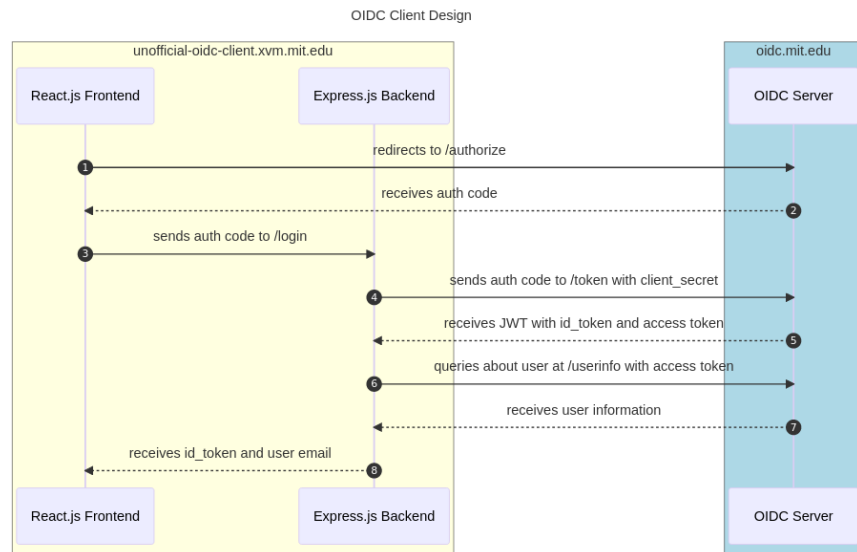 OIDC Client Design
unofficial-oidc-client.xvm.mit.edu
oidc.mit.edu
React.js Frontend
Express.js Backend
OIDC Server
redirects to /authorize
1
receives auth code
2
sends auth code to /login
3
sends auth code to /token with client_secret
4
receives JWT with id_token and access token
5
queries about user at /userinfo with access token
6
receives user information
7
receives id_token and user email
8
React.js Frontend
Express.js Backend
OIDC Server